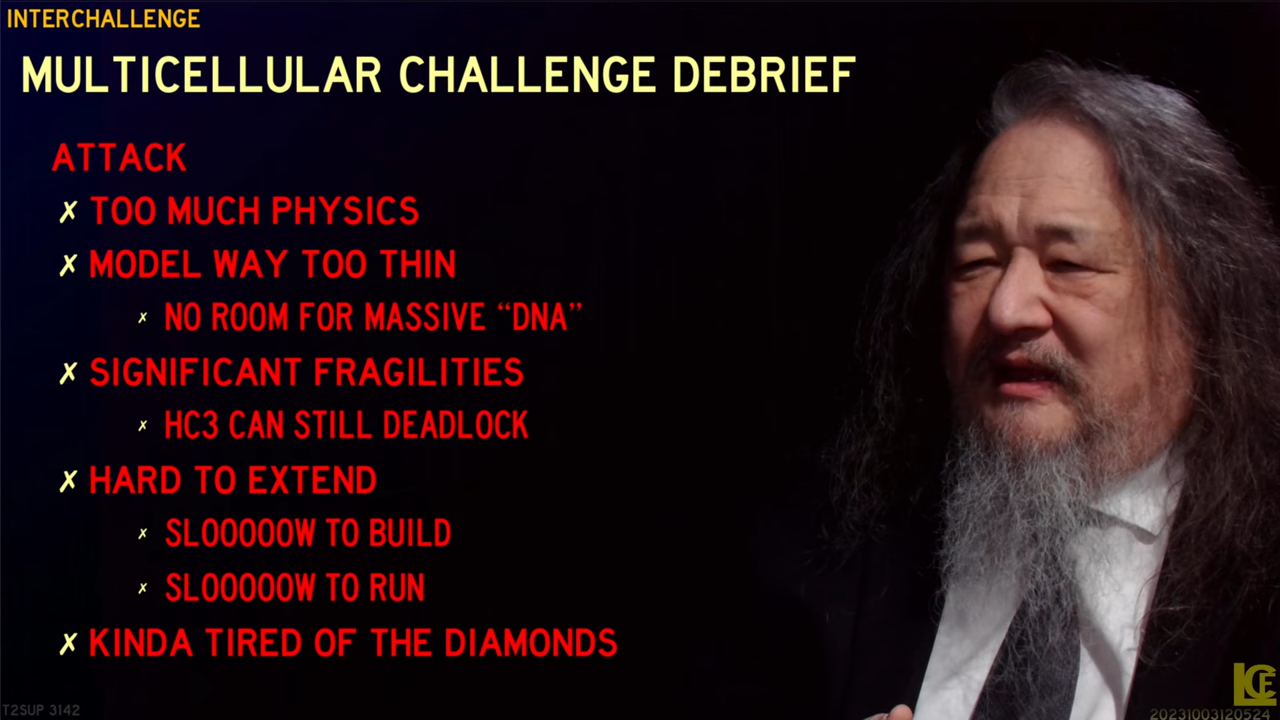 INTERCHALLENGE
MULTICELLULAR CHALLENGE DEBRIEF
ATTACK
✗ TOO MUCH PHYSICS
✗ MODEL WAY TOO THIN
✗ NO ROOM FOR MASSIVE “DNA”
✗ SIGNIFICANT FRAGILITIES
✗ HC3 CAN STILL DEADLOCK
✗ HARD TO EXTEND
✗ SLOOOOOW TO BUILD
✗ SLOOOOOW TO RUN
✗ KINDA TIRED OF THE DIAMONDS
T2SUP 3142
20231003120524